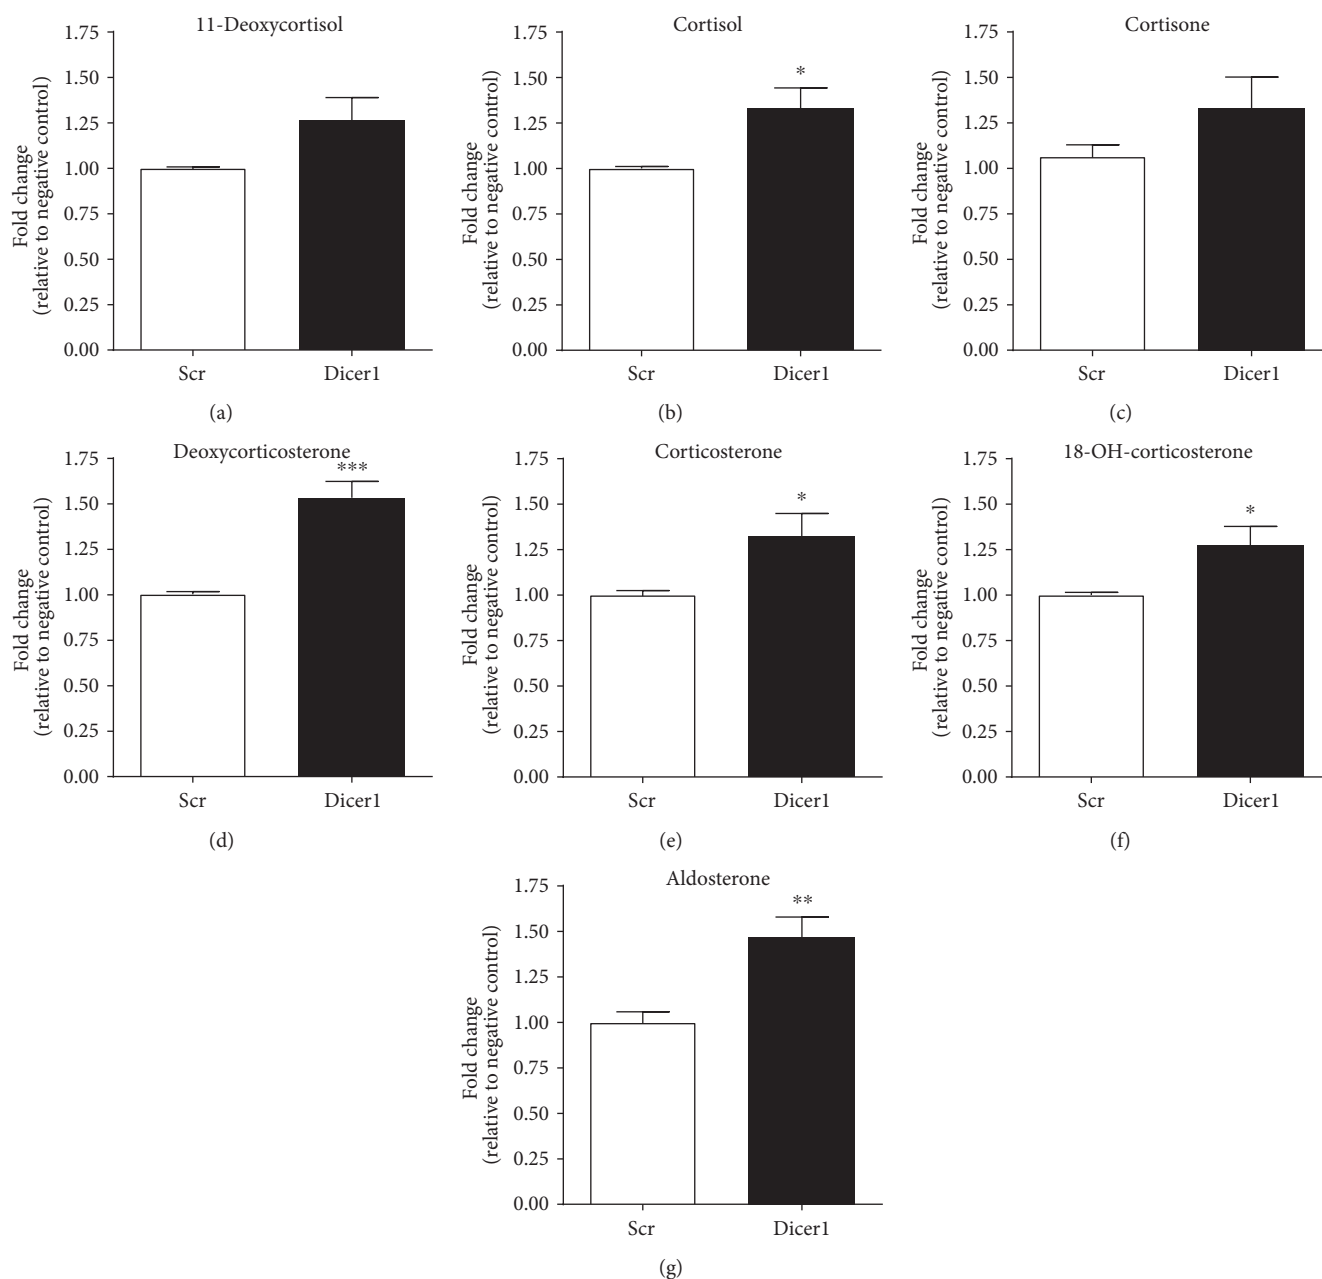 11-Deoxycortisol
Fold change
(relative to negative control)
1.75
1.50
1.25
1.00
0.75
0.50
0.25
0.00
Scr
Dicer1
(a)
Cortisol
Fold change
(relative to negative control)
1.75
1.50
1.25
1.00
0.75
0.50
0.25
0.00
*
Scr
Dicer1
(b)
Cortisone
Fold change
(relative to negative control)
1.75
1.50
1.25
1.00
0.75
0.50
0.25
0.00
Scr
Dicer1
(c)
Deoxycorticosterone
Fold change
(relative to negative control)
1.75
1.50
1.25
1.00
0.75
0.50
0.25
0.00
***
Scr
Dicer1
(d)
Corticosterone
Fold change
(relative to negative control)
1.75
1.50
1.25
1.00
0.75
0.50
0.25
0.00
*
Scr
Dicer1
(e)
18-OH-corticosterone
Fold change
(relative to negative control)
1.75
1.50
1.25
1.00
0.75
0.50
0.25
0.00
*
Scr
Dicer1
(f)
Aldosterone
Fold change
(relative to negative control)
1.75
1.50
1.25
1.00
0.75
0.50
0.25
0.00
**
Scr
Dicer1
(g)